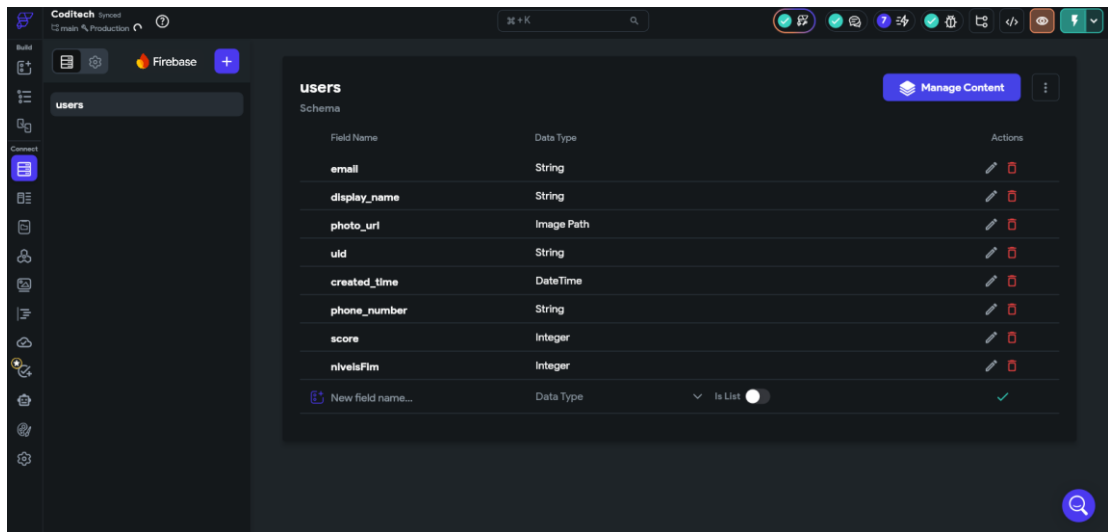 Coditech Synced
main Production
⌘+K
7
Build
Firebase
users
Connect
users
Schema
Manage Content
Field Name Data Type Actions
email String
display_name String
photo_url Image Path
uid String
created_time DateTime
phone_number String
score Integer
niveisFim Integer
New field name... Data Type Is List